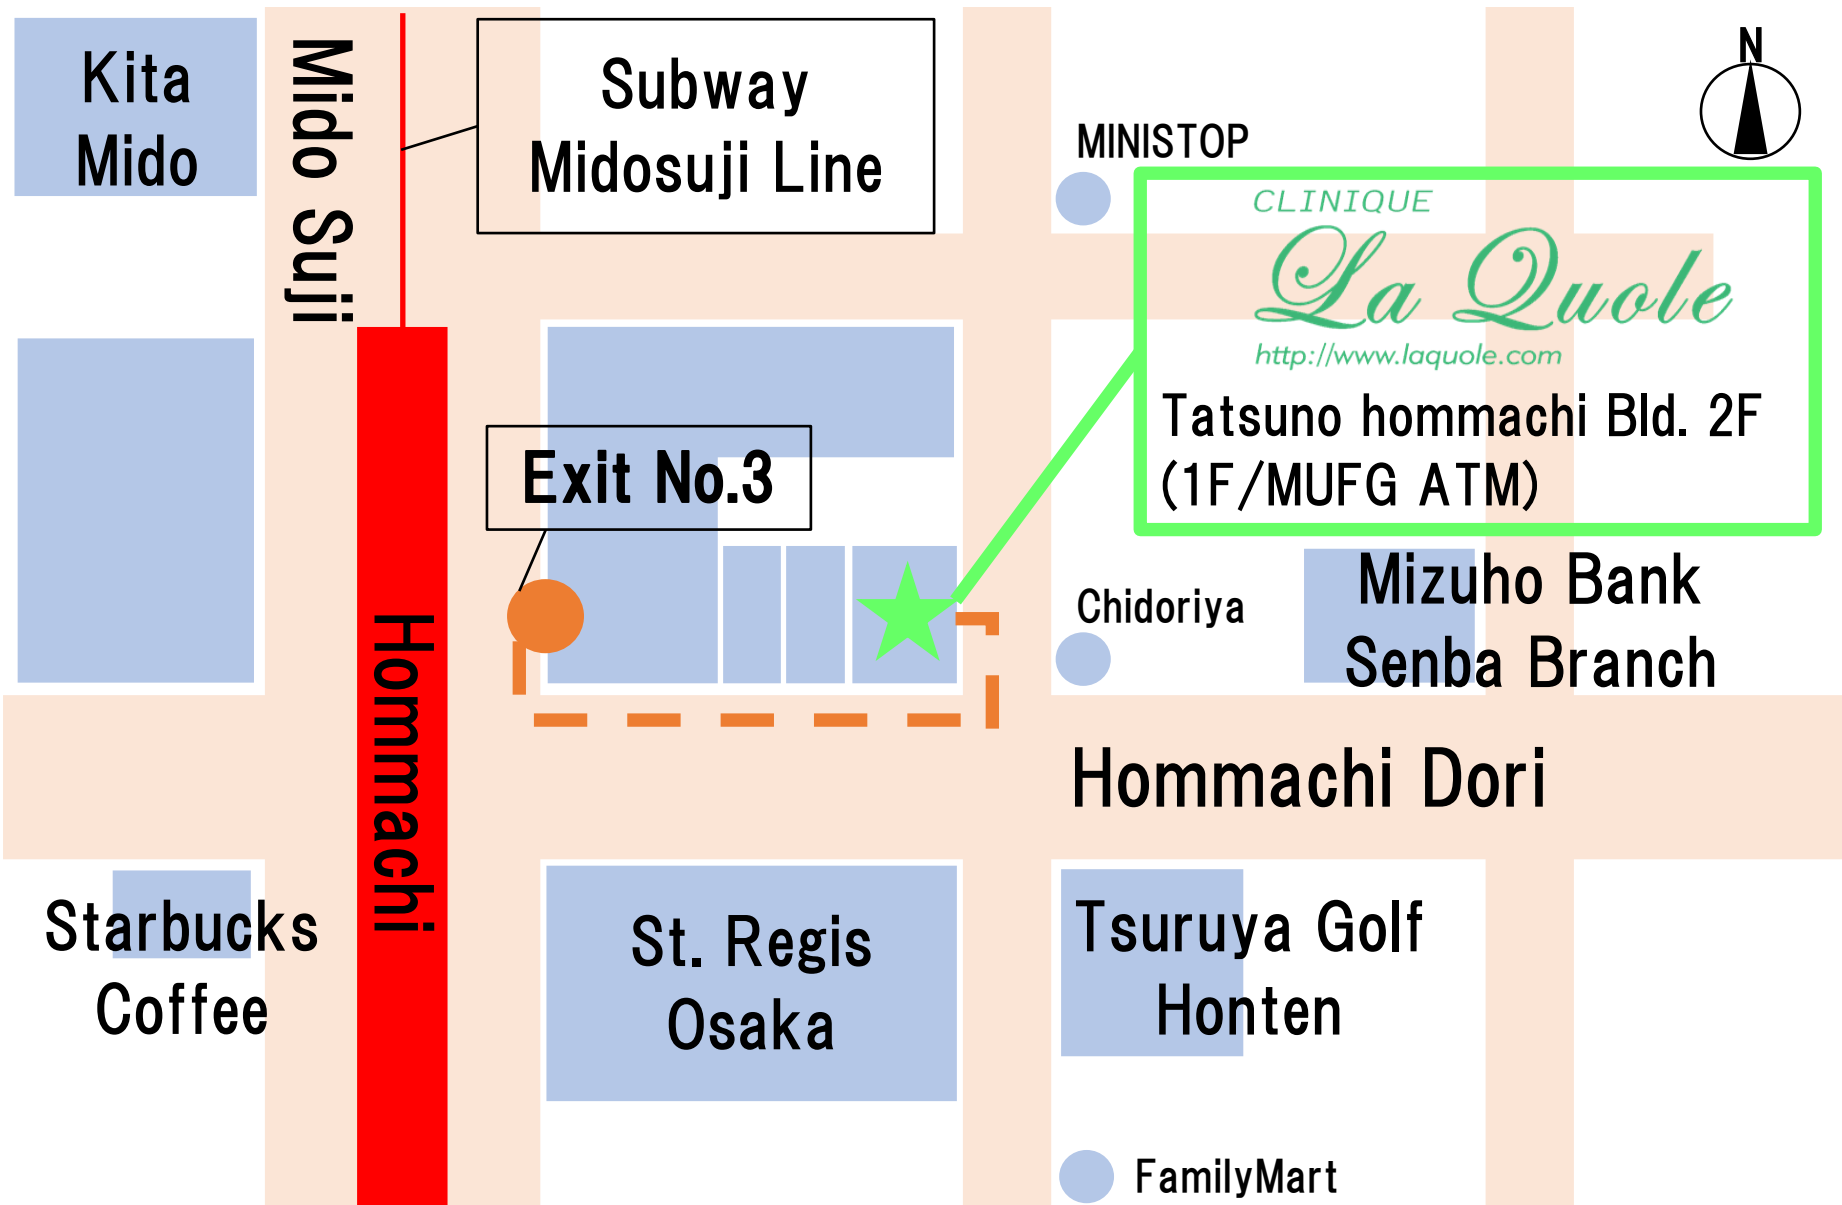 Kita
Mido
Mido Suji
Subway
Midosuji Line
N
MINISTOP
CLINIQUE
La Quole
http://www.laquole.com
Tatsuno hommachi Bld. 2F
(1F/MUFG ATM)
Exit No.3
Hommachi
Chidoriya
Mizuho Bank
Senba Branch
Hommachi Dori
Starbucks
Coffee
St. Regis
Osaka
Tsuruya Golf
Honten
FamilyMart